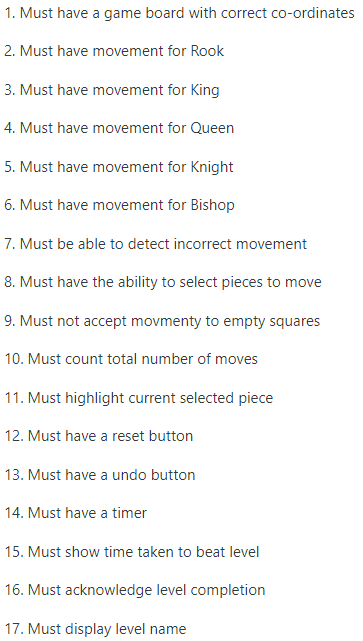 1. Must have a game board with correct co-ordinates
2. Must have movement for Rook
3. Must have movement for King
4. Must have movement for Queen
5. Must have movement for Knight
6. Must have movement for Bishop
7. Must be able to detect incorrect movement
8. Must have the ability to select pieces to move
9. Must not accept movmenty to empty squares
10. Must count total number of moves
11. Must highlight current selected piece
12. Must have a reset button
13. Must have a undo button
14. Must have a timer
15. Must show time taken to beat level
16. Must acknowledge level completion
17. Must display level name